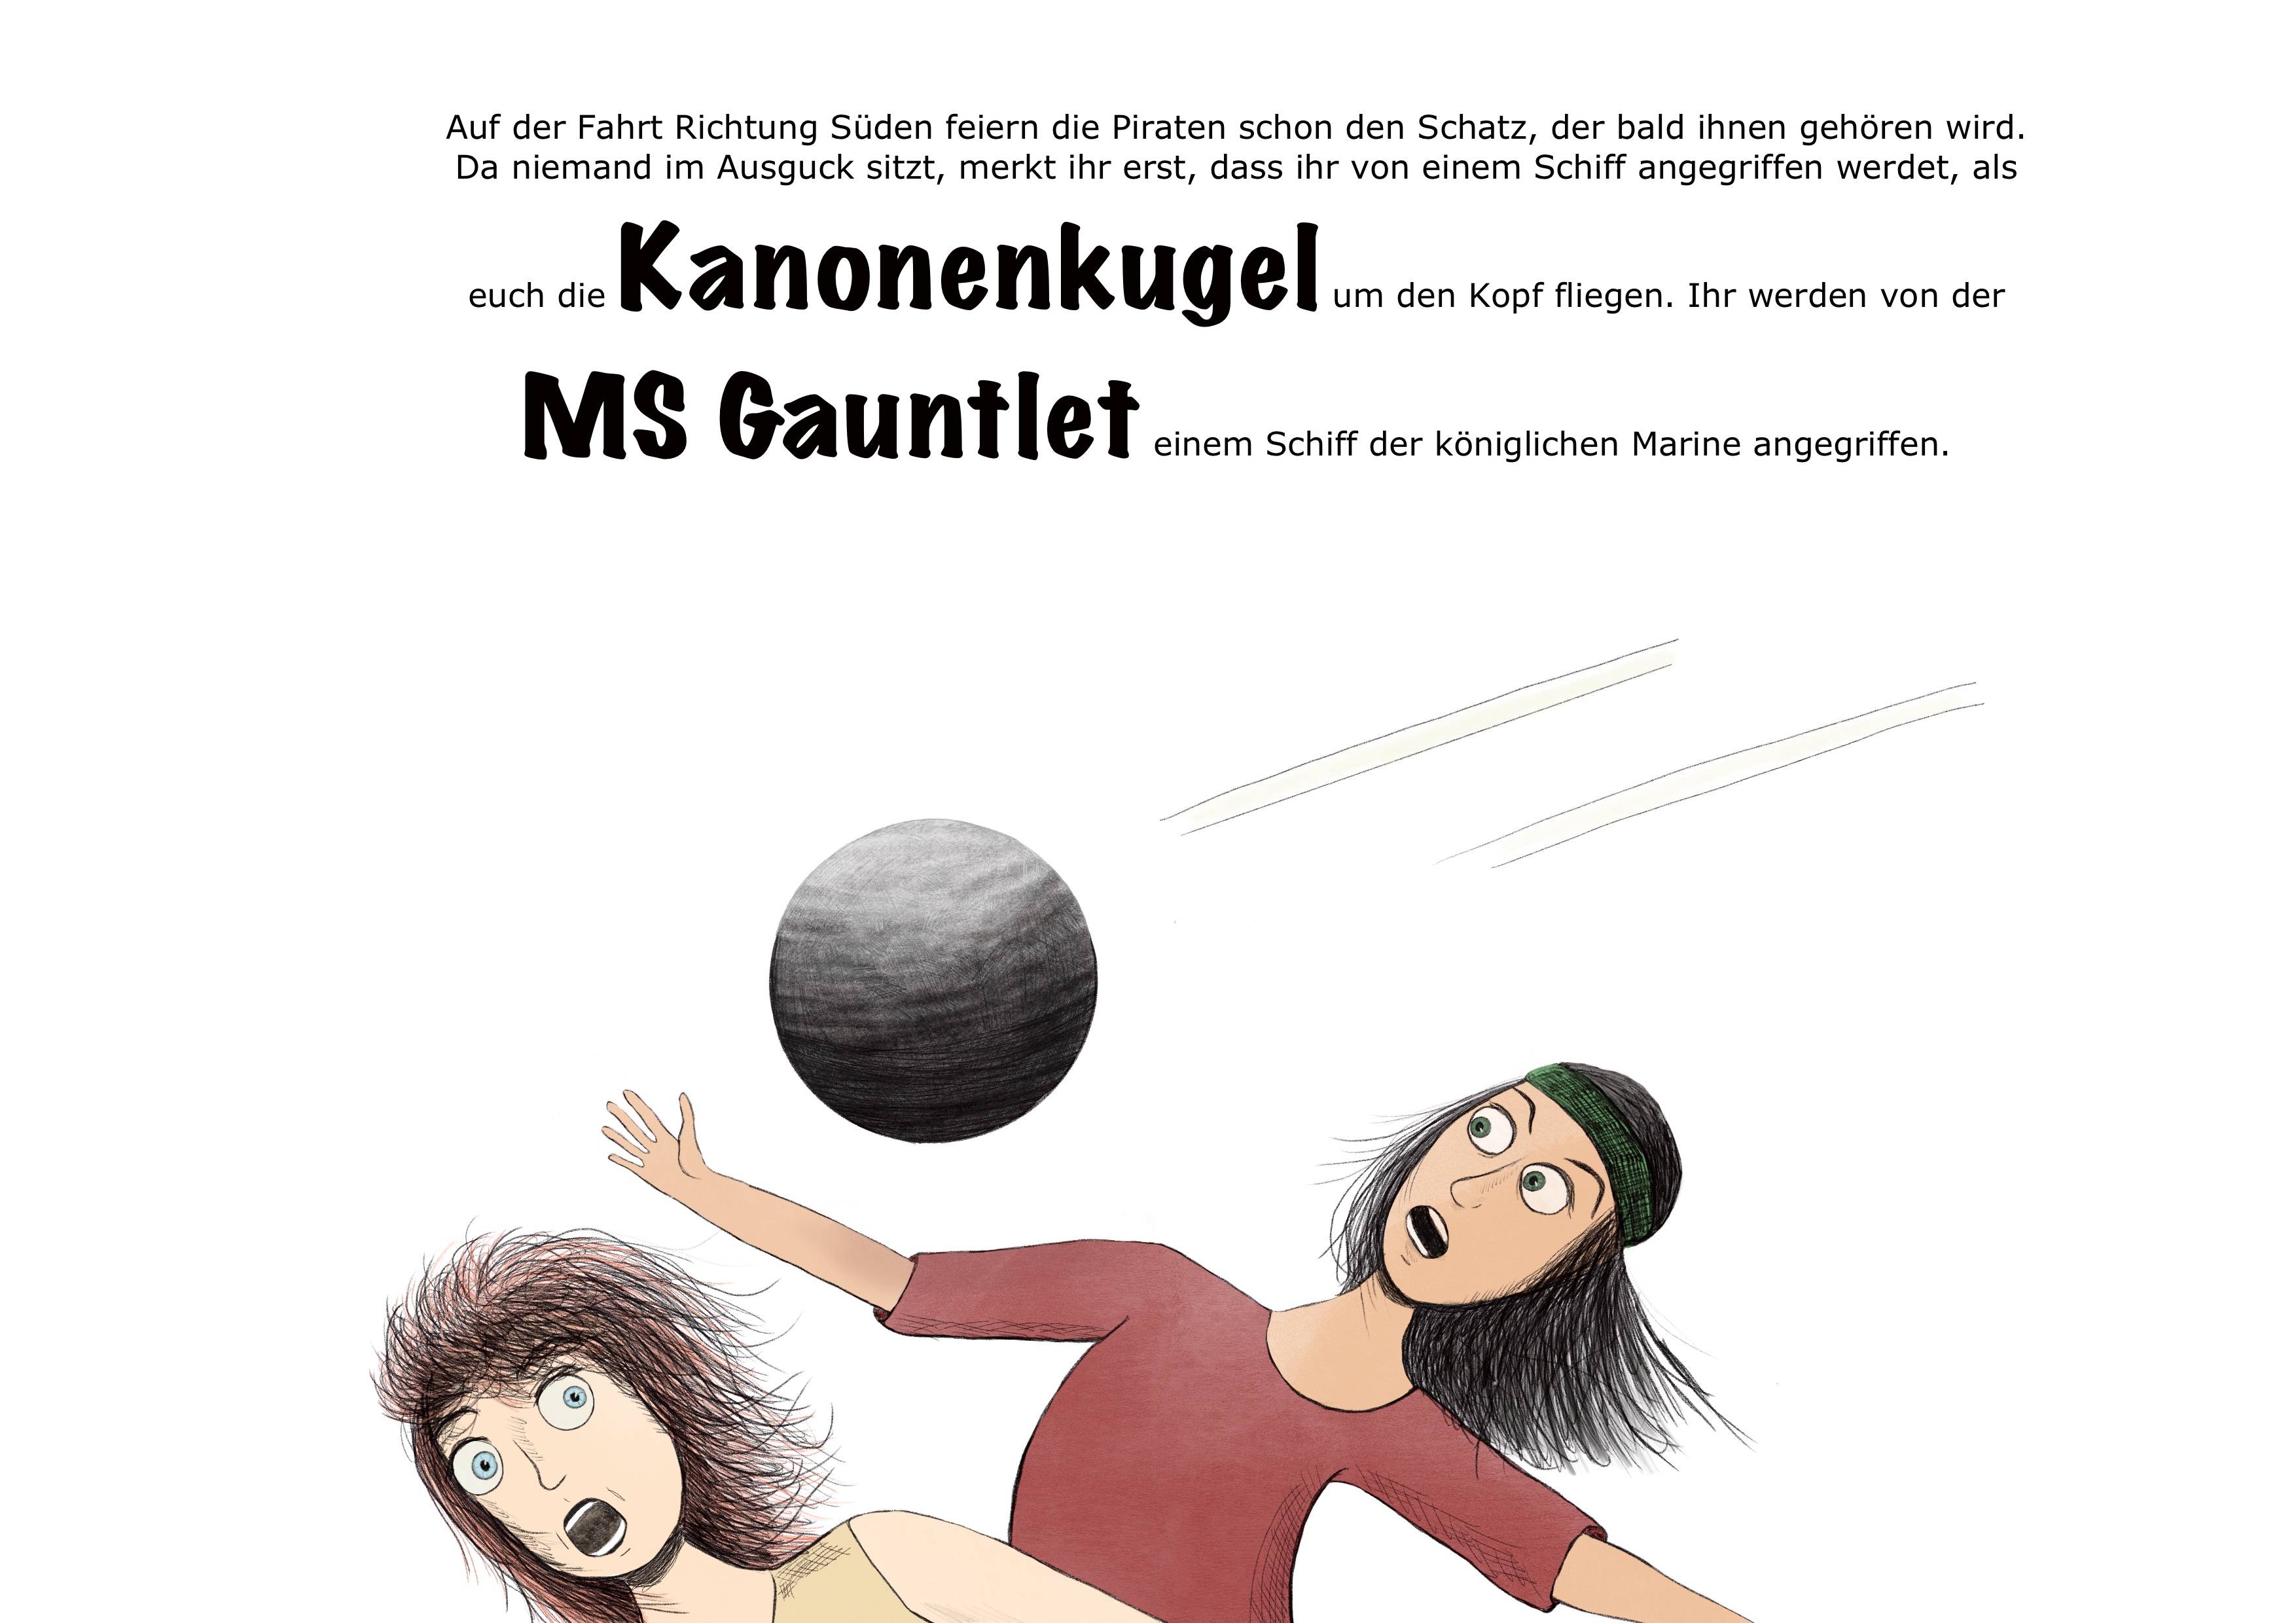 Auf der Fahrt Richtung Süden feiern die Piraten schon den Schatz, der bald ihnen gehören wird.
Da niemand im Ausguck sitzt, merkt ihr erst, dass ihr von einem Schiff angegriffen werdet, als
euch die Kanonenkugel um den Kopf fliegen. Ihr werden von der
MS Gauntlet einem Schiff der königlichen Marine angegriffen.